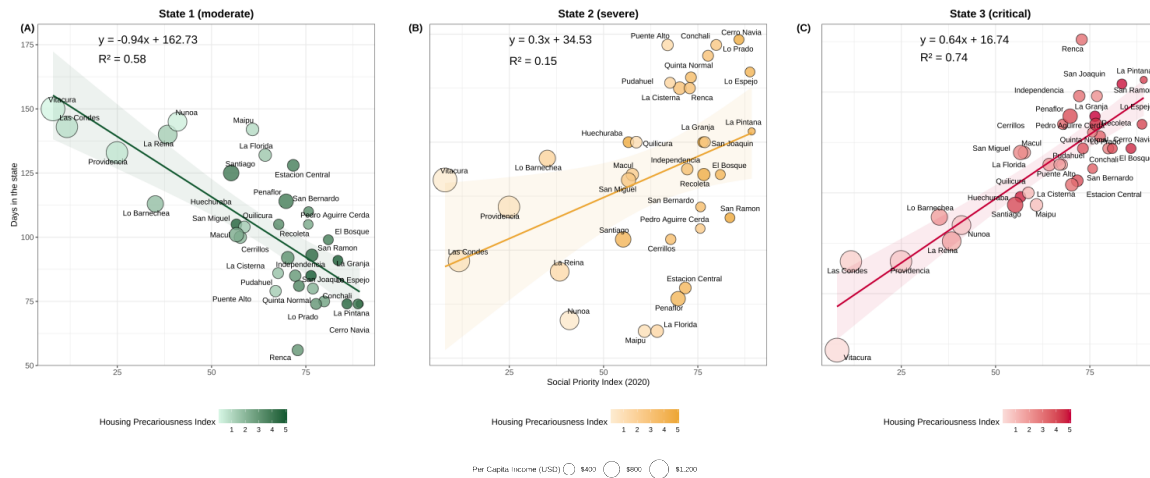 State 1 (moderate)
(A)
y = -0.94x + 162.73
R² = 0.58
Vitacura
Las Condes
Nunoa
Maipu
La Reina
Providencia
La Florida
Santiago
Estacion Central
Penaflor
San Bernardo
Lo Barnechea
Huechuraba
San Miguel
Quilicura
Pedro Aguirre Cerda
Macul
Recoleta
El Bosque
Cerrillos
San Ramon
La Cisterna
Independencia
La Granja
Pudahuel
San Joaquin
Lo Espejo
Puente Alto
Quinta Normal
Conchali
Lo Prado
La Pintana
Cerro Navia
Renca
Days in the state
175
150
125
100
75
50
25
50
75
Housing Precariousness Index
1 2 3 4 5
State 2 (severe)
(B)
y = 0.3x + 34.53
R² = 0.15
Puente Alto
Conchali
Cerro Navia
Lo Prado
Quinta Normal
Pudahuel
Lo Espejo
La Cisterna
Renca
Huechuraba
Quilicura
La Granja
La Pintana
San Joaquin
Lo Barnechea
Macul
Independencia
El Bosque
Vitacura
San Miguel
Recoleta
San Bernardo
Providencia
San Ramon
Pedro Aguirre Cerda
Santiago
Cerrillos
Las Condes
La Reina
Estacion Central
Penaflor
Nunoa
La Florida
Maipu
25
50
75
Social Priority Index (2020)
Housing Precariousness Index
1 2 3 4 5
State 3 (critical)
(C)
y = 0.64x + 16.74
R² = 0.74
Renca
San Joaquin
La Pintana
Independencia
San Ramon
Penaflor
La Granja
Lo Espejo
Cerrillos
Pedro Aguirre Cerda
Recoleta
Quinta Normal
Cerro Navia
San Miguel
Macul
Pudahuel
El Bosque
La Florida
Conchali
Puente Alto
San Bernardo
Quilicura
Huechuraba
La Cisterna
Estacion Central
Lo Barnechea
Santiago
Maipu
Nunoa
La Reina
Las Condes
Providencia
Vitacura
25
50
75
Housing Precariousness Index
1 2 3 4 5
Per Capita Income (USD)
$400
$800
$1,200